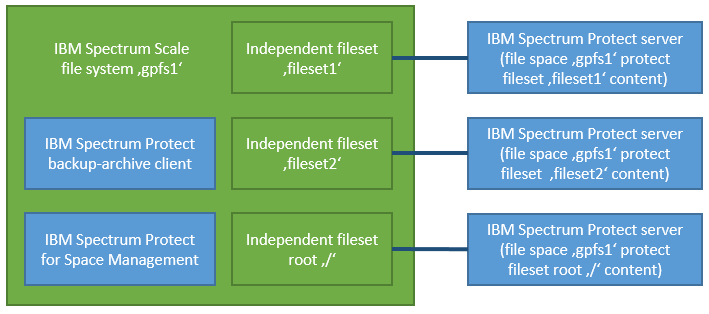 IBM Spectrum Scale
file system ‚gpfs1‘
Independent fileset
‚fileset1‘
IBM Spectrum Protect server
(file space ‚gpfs1‘ protect
fileset ‚fileset1‘ content)
IBM Spectrum Protect
backup-archive client
Independent fileset
‚fileset2‘
IBM Spectrum Protect server
(file space ‚gpfs1‘ protect
fileset ‚fileset2‘ content)
IBM Spectrum Protect
for Space Management
Independent fileset
root ‚/‘
IBM Spectrum Protect server
(file space ‚gpfs1‘ protect
fileset root ‚/‘ content)